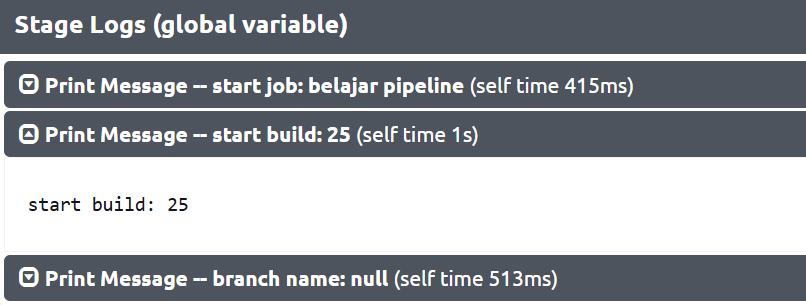 Stage Logs (global variable)
Print Message -- start job: belajar pipeline (self time 415ms)
Print Message -- start build: 25 (self time 1s)
start build: 25
Print Message -- branch name: null (self time 513ms)